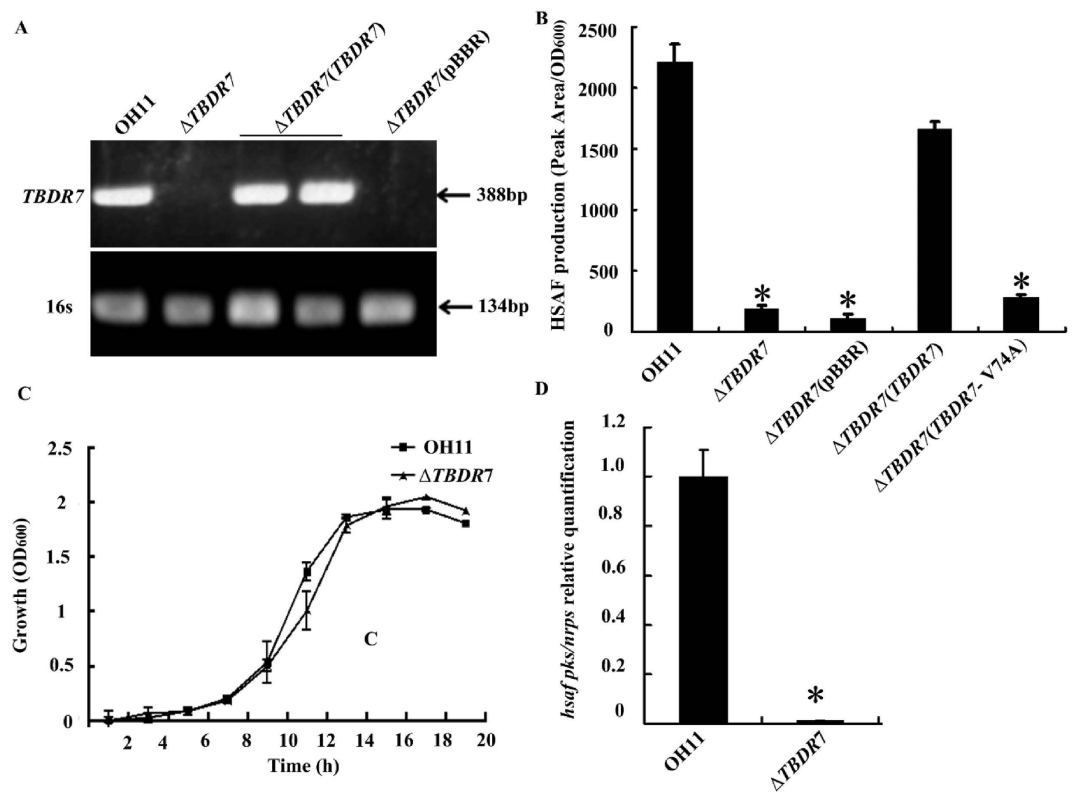 A
OH11
ΔTBDR7
ΔTBDR7(TBDR7)
ΔTBDR7(pBBR)
TBDR7
388bp
16s
134bp
B
HSAF production (Peak Area/OD600)
2500
2000
1500
1000
500
0
*
*
*
OH11
ΔTBDR7
ΔTBDR7(pBBR)
ΔTBDR7(TBDR7)
ΔTBDR7(TBDR7- V74A)
C
Growth (OD600)
2.5
2
1.5
1
0.5
0
OH11
ΔTBDR7
C
2 4 6 8 10 12 14 16 18 20
Time (h)
D
hsaf pks/nrps relative quantification
1.2
1.0
0.8
0.6
0.4
0.2
0
*
OH11
ΔTBDR7